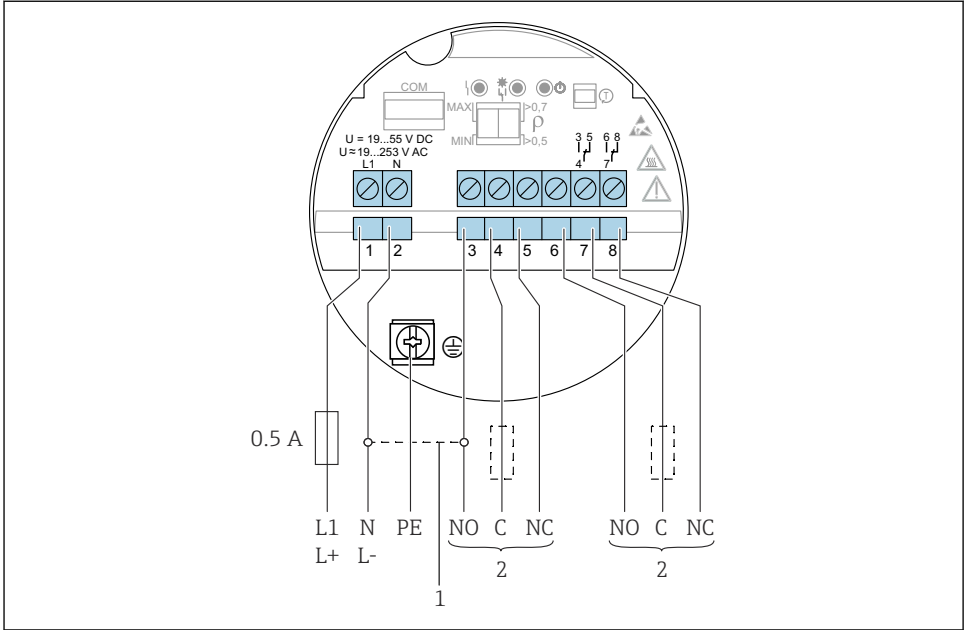 COM
MAX >0,7
ρ
MIN >0,5
T
U = 19...55 V DC
U≈19...253 V AC
L1 N
3 5 6 8
4 7
1 2 3 4 5 6 7 8
0.5 A
L1 N PE NO C NC NO C NC
L+ L-
2 2
1